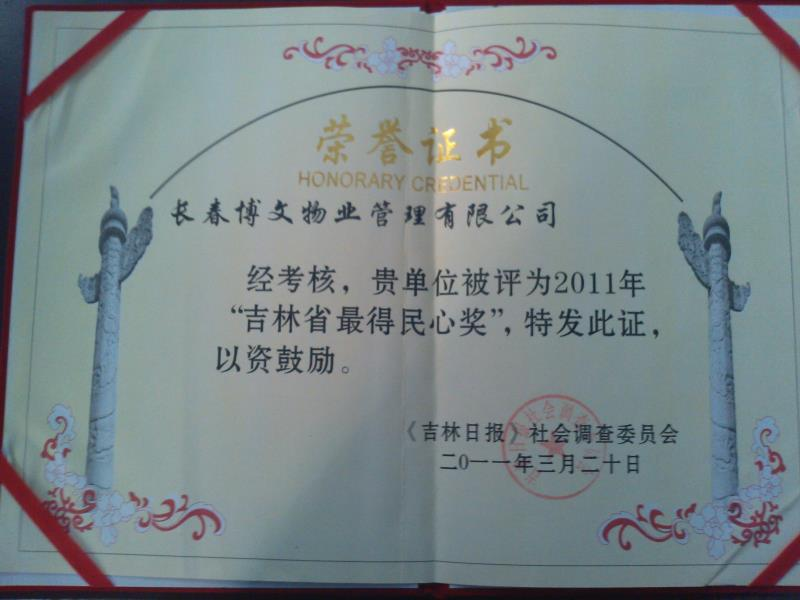 荣誉证书
HONORARY CREDENTIAL
长春博文物业管理有限公司
经考核，贵单位被评为2011年
“吉林省最得民心奖”，特发此证，
以资鼓励。
《吉林日报》社会调查委员会
二0一一年三月二十日